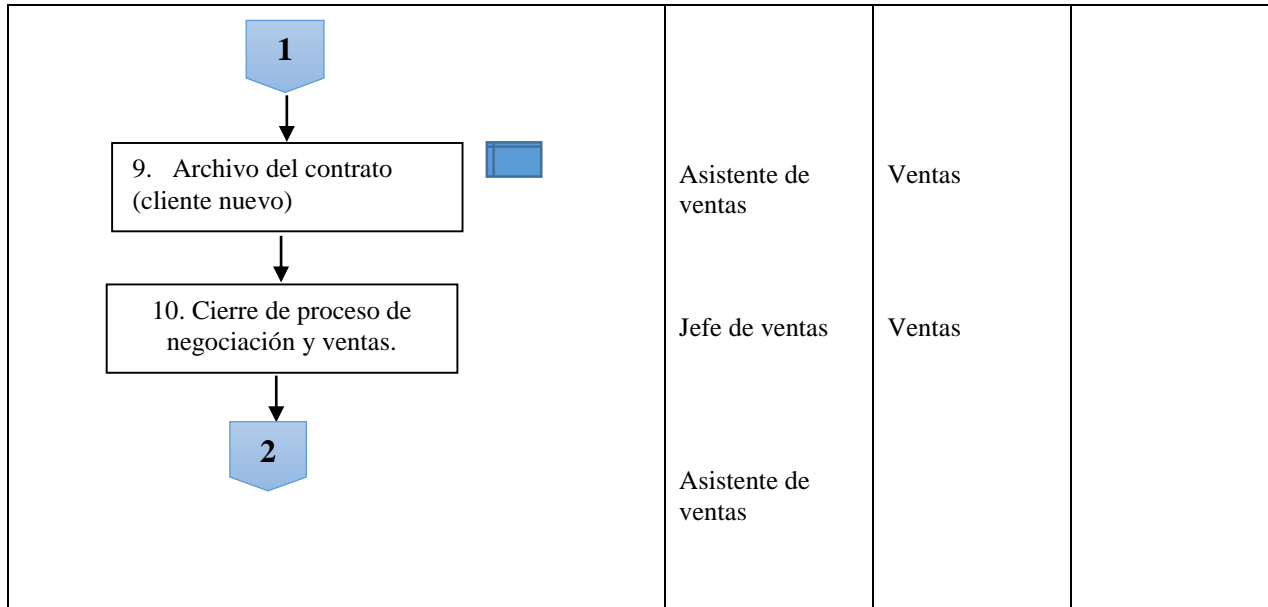 1
9. Archivo del contrato
(cliente nuevo)
Asistente de
ventas
Ventas
10. Cierre de proceso de
negociación y ventas.
Jefe de ventas
Ventas
2
Asistente de
ventas